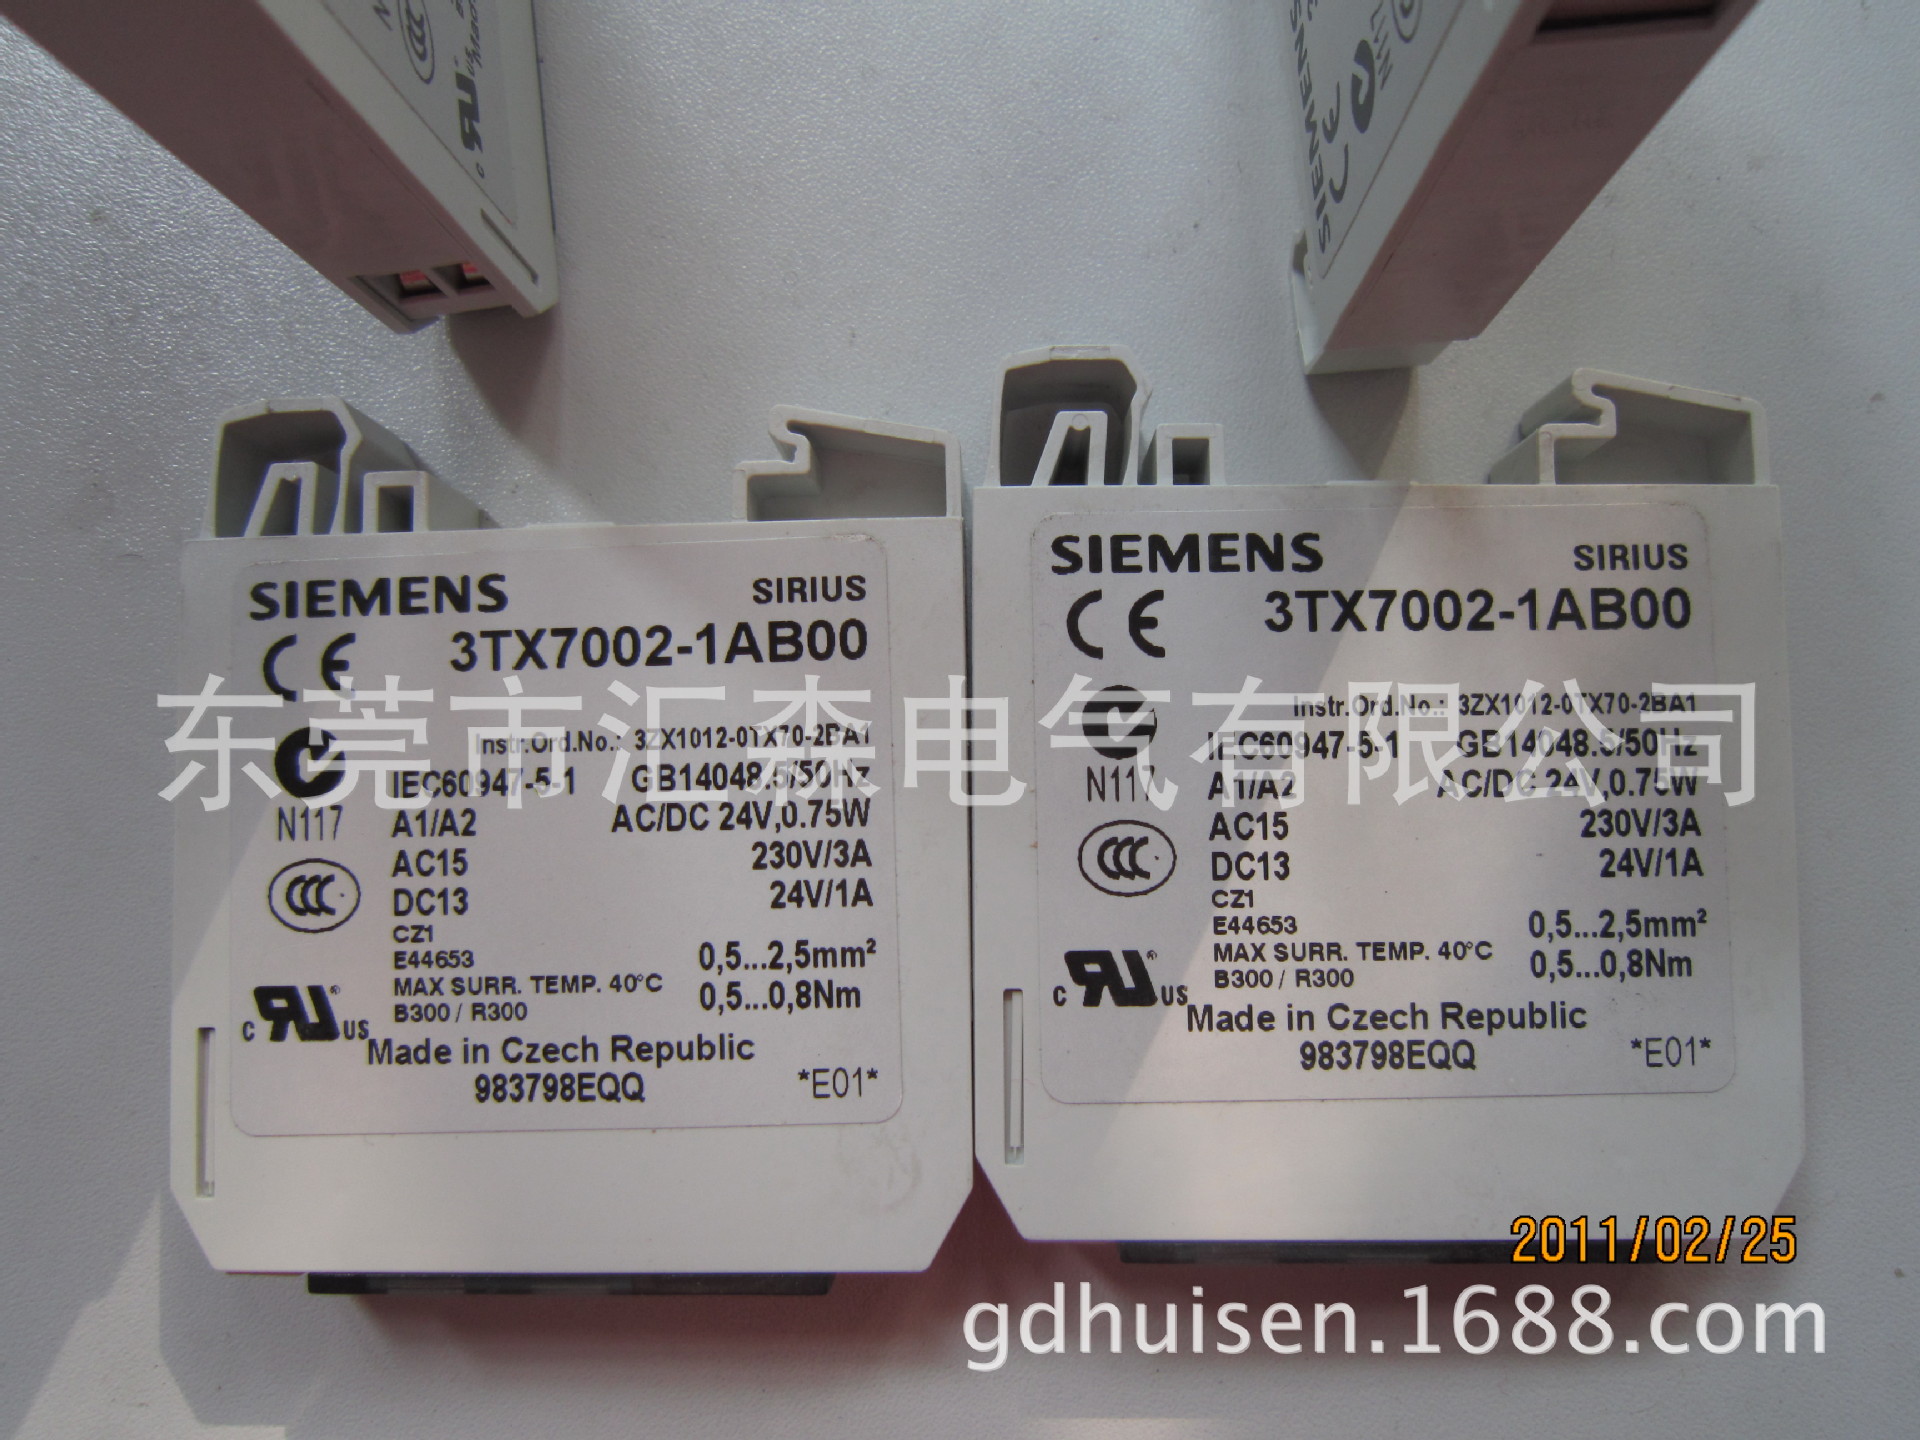 SIEMENS
SIEMENS SIRIUS
3TX7002-1AB00
Instr.Ord.No.: 3ZX1012-0TX70-2BA1
IEC60947-5-1 GB14048.5/50Hz
N117 A1/A2 AC/DC 24V,0.75W
AC15 230V/3A
DC13 24V/1A
CZ1
E44653 0,5...2,5mm²
MAX SURR. TEMP. 40°C
B300 / R300 0,5...0,8Nm
C US
Made in Czech Republic
983798EQQ *E01*
SIEMENS SIRIUS
3TX7002-1AB00
Instr.Ord.No.: 3ZX1012-0TX70-2BA1
IEC60947-5-1 GB14048.5/50Hz
N117 A1/A2 AC/DC 24V,0.75W
AC15 230V/3A
DC13 24V/1A
CZ1
E44653 0,5...2,5mm²
MAX SURR. TEMP. 40°C
B300 / R300 0,5...0,8Nm
C US
Made in Czech Republic
983798EQQ *E01*
东莞市汇森电气有限公司
2011/02/25
gdhuisen.1688.com